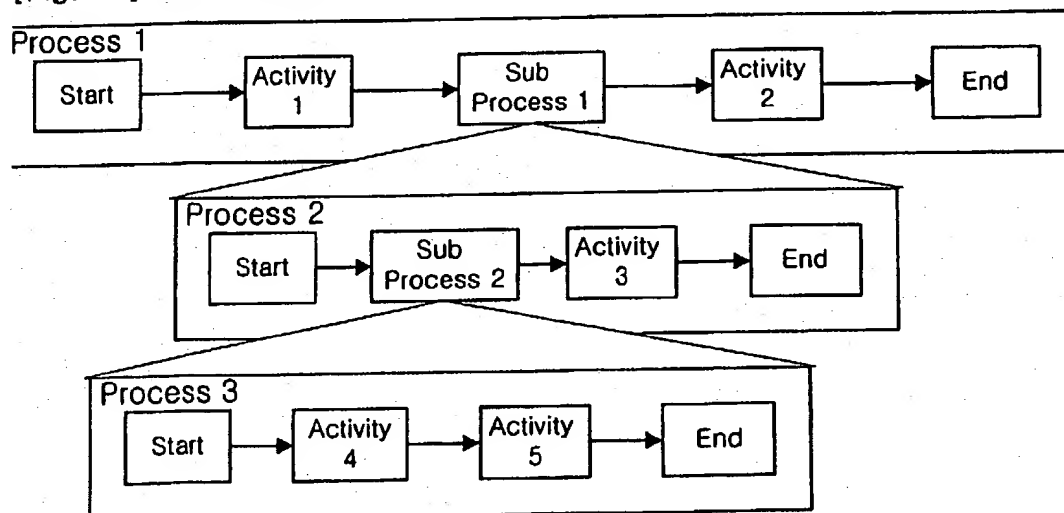 Process 1
Start
Activity
1
Sub
Process 1
Activity
2
End
Process 2
Start
Sub
Process 2
Activity
3
End
Process 3
Start
Activity
4
Activity
5
End